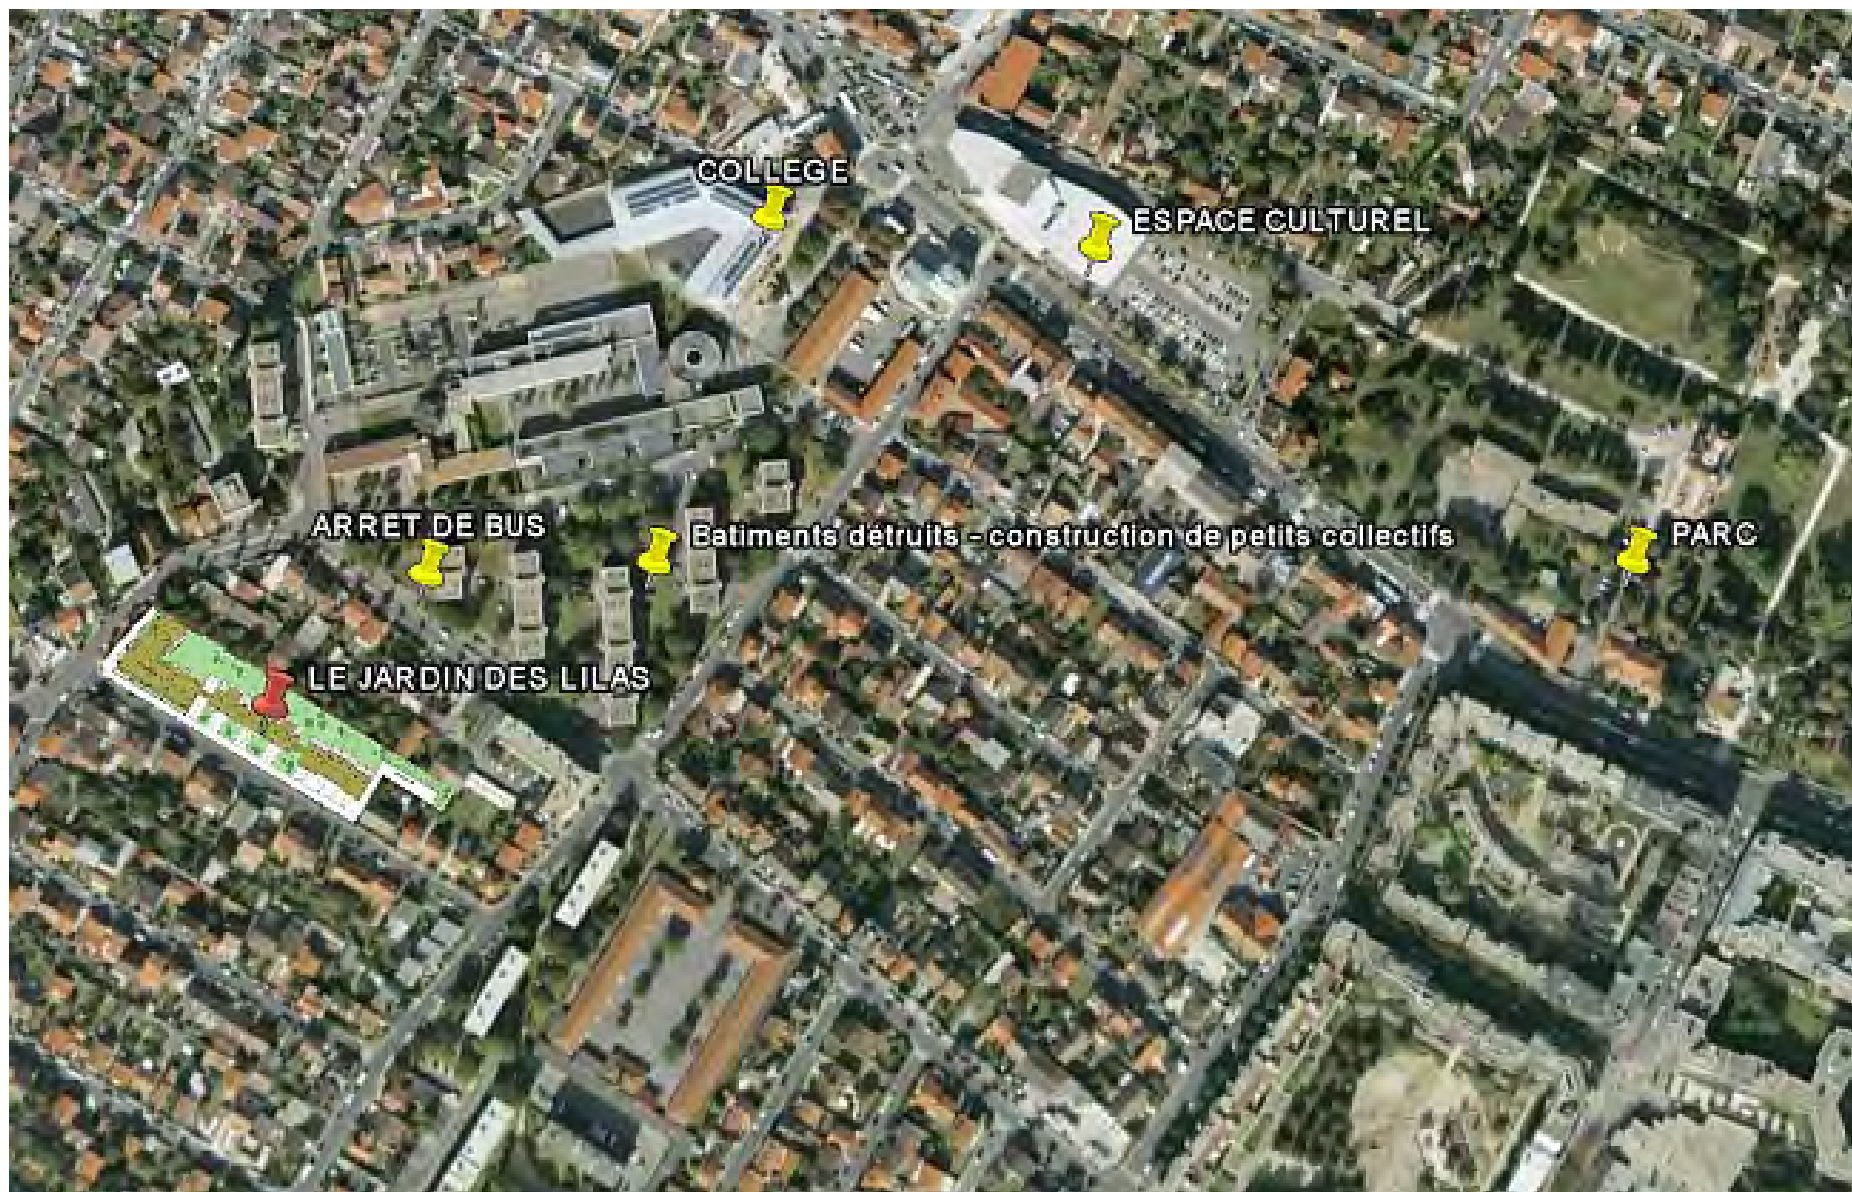 COLLEGE
ESPACE CULTUREL
ARRET DE BUS
Batiments détruits - construction de petits collectifs
PARC
LE JARDIN DES LILAS